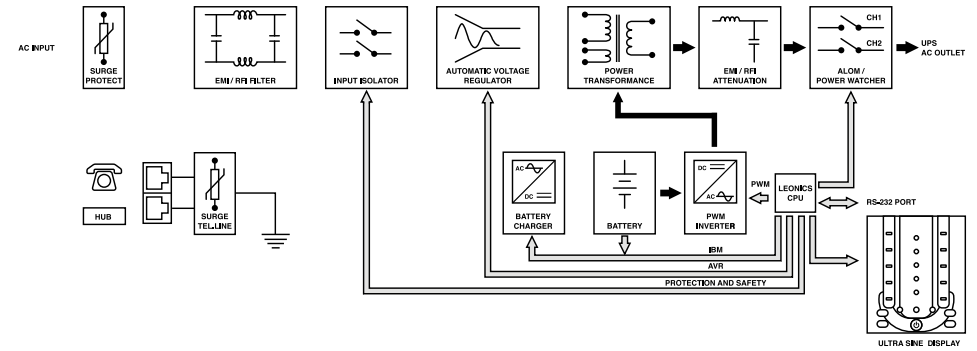 AC INPUT
SURGE
PROTECT
EMI / RFI FILTER
INPUT ISOLATOR
AUTOMATIC VOLTAGE
REGULATOR
POWER
TRANSFORMANCE
EMI / RFI
ATTENUATION
CH1
CH2
ALOM /
POWER WATCHER
UPS
AC OUTLET
HUB
SURGE
TEL.LINE
AC
DC
BATTERY
CHARGER
BATTERY
DC
AC
PWM
INVERTER
PWM
LEONICS
CPU
RS-232 PORT
IBM
AVR
PROTECTION AND SAFETY
ULTRA SINE DISPLAY